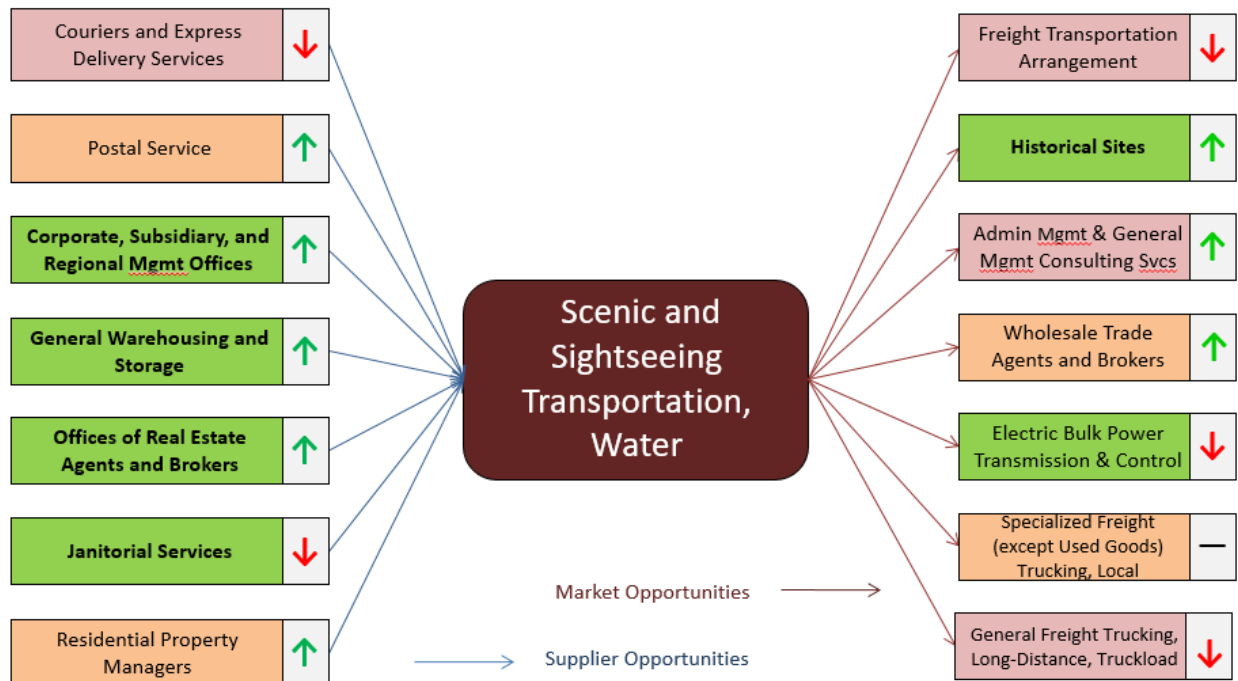 Couriers and Express
Delivery Services
Postal Service
Corporate, Subsidiary, and
Regional Mgmt Offices
General Warehousing and
Storage
Offices of Real Estate
Agents and Brokers
Janitorial Services
Residential Property
Managers
Scenic and
Sightseeing
Transportation,
Water
Market Opportunities
Supplier Opportunities
Freight Transportation
Arrangement
Historical Sites
Admin Mgmt & General
Mgmt Consulting Svcs
Wholesale Trade
Agents and Brokers
Electric Bulk Power
Transmission & Control
Specialized Freight
(except Used Goods)
Trucking, Local
General Freight Trucking,
Long-Distance, Truckload